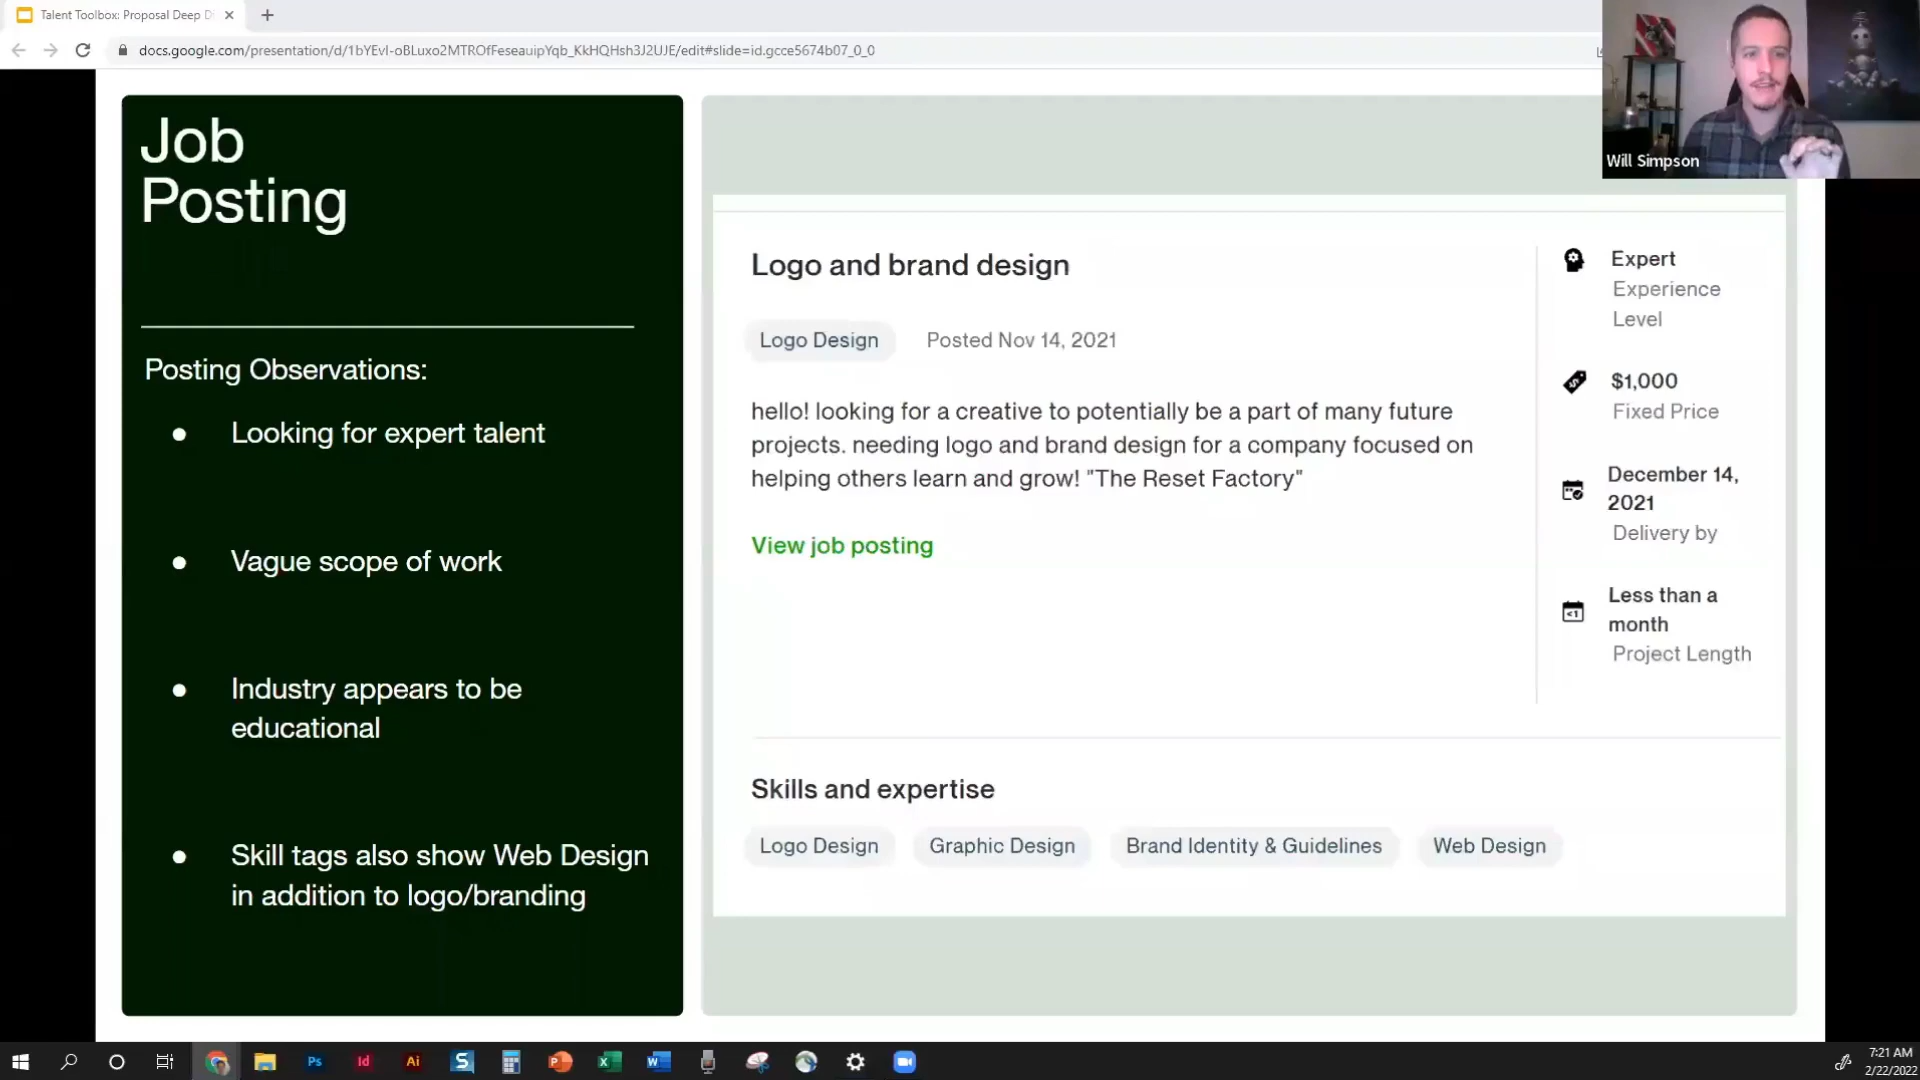 Talent Toolbox: Proposal Deep D
docs.google.com/presentation/d/1bYEvI-oBLuxo2MTROfFeseauipYqb_KkHQHsh3J2UJE/edit#slide=id.gcce5674b07_0_0
Will Simpson
Job
Posting
Posting Observations:
● Looking for expert talent
● Vague scope of work
● Industry appears to be
educational
● Skill tags also show Web Design
in addition to logo/branding
Logo and brand design
Logo Design Posted Nov 14, 2021
hello! looking for a creative to potentially be a part of many future
projects. needing logo and brand design for a company focused on
helping others learn and grow! "The Reset Factory"
View job posting
Expert
Experience
Level
$1,000
Fixed Price
December 14,
2021
Delivery by
<1
Less than a
month
Project Length
Skills and expertise
Logo Design Graphic Design Brand Identity & Guidelines Web Design
Ps Id Ai S
7:21 AM
2/22/2022